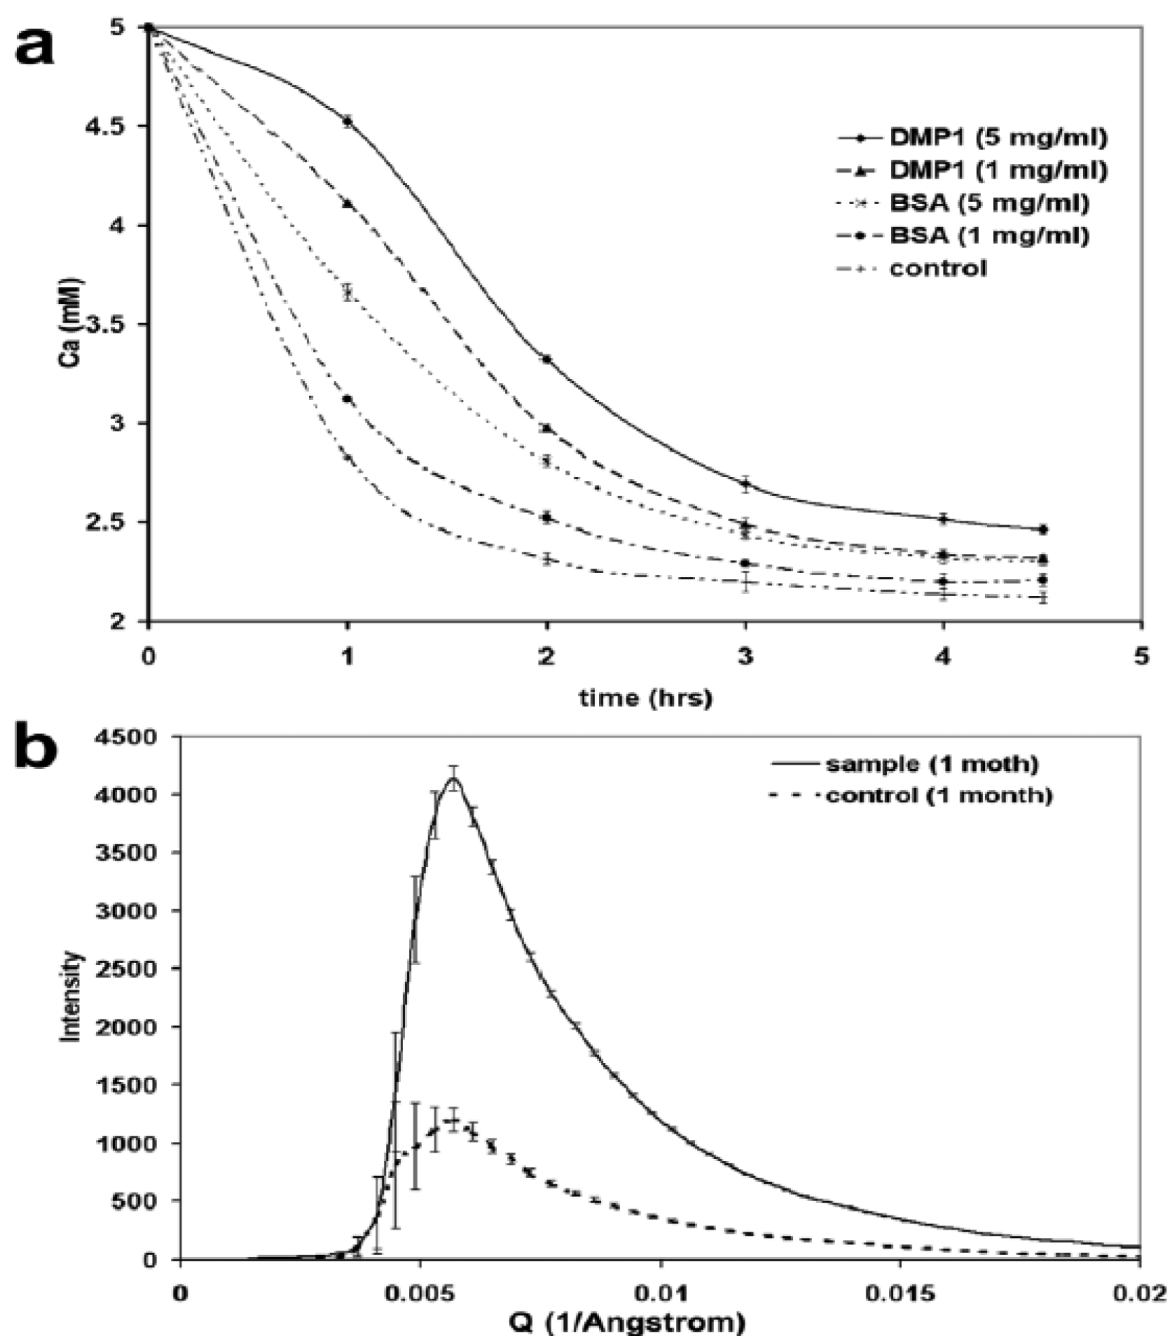 a
5
4.5
4
3.5
3
2.5
2
Ca (mM)
DMP1 (5 mg/ml)
DMP1 (1 mg/ml)
BSA (5 mg/ml)
BSA (1 mg/ml)
control
0 1 2 3 4 5
time (hrs)
b
4500
4000
3500
3000
2500
2000
1500
1000
500
0
Intensity
sample (1 moth)
control (1 month)
0 0.005 0.01 0.015 0.02
Q (1/Angstrom)